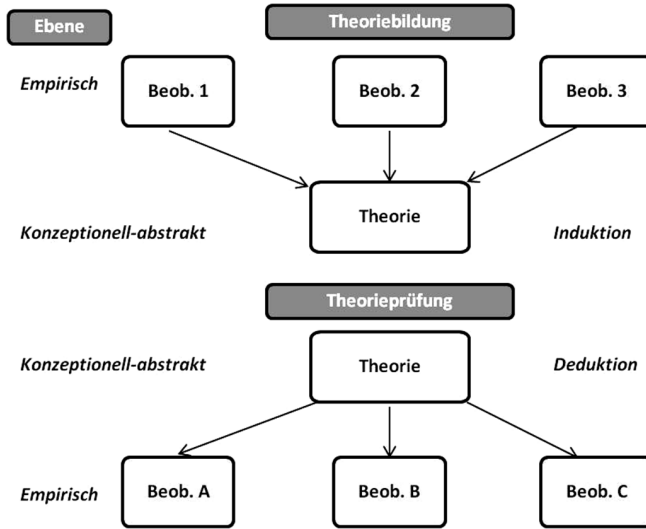 Ebene
Theoriebildung
Empirisch
Beob. 1
Beob. 2
Beob. 3
Theorie
Konzeptionell-abstrakt
Induktion
Theorieprüfung
Konzeptionell-abstrakt
Theorie
Deduktion
Empirisch
Beob. A
Beob. B
Beob. C